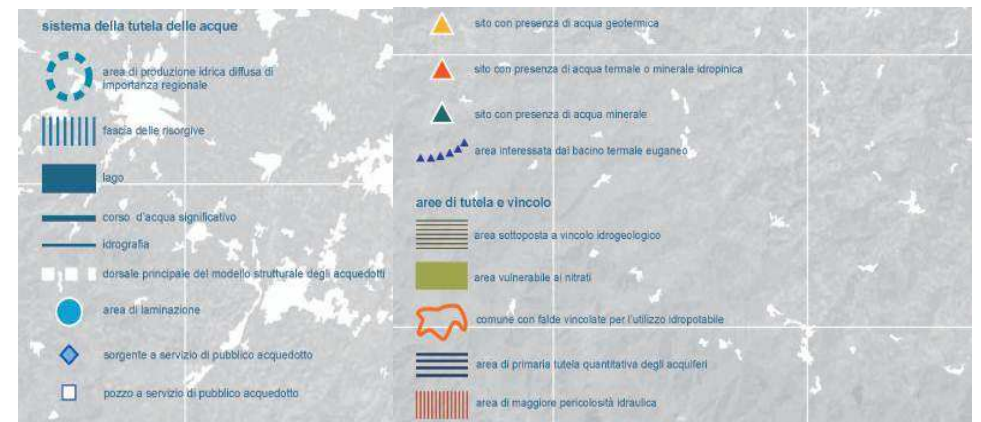 sistema della tutela delle acque
area di produzione idrica diffusa di
importanza regionale
fascia delle risorgive
lago
corso d'acqua significativo
idrografia
dorsale principale del modello strutturale degli acquedotti
area di laminazione
sorgente a servizio di pubblico acquedotto
pozzo a servizio di pubblico acquedotto
sito con presenza di acqua geotermica
sito con presenza di acqua termale o minerale idropinica
sito con presenza di acqua minerale
area interessata dal bacino termale euganeo
aree di tutela e vincolo
area sottoposta a vincolo idrogeologico
area vulnerabile ai nitrati
comune con falde vincolate per l'utilizzo idropotabile
area di primaria tutela quantitativa degli acquiferi
area di maggiore pericolosità idraulica